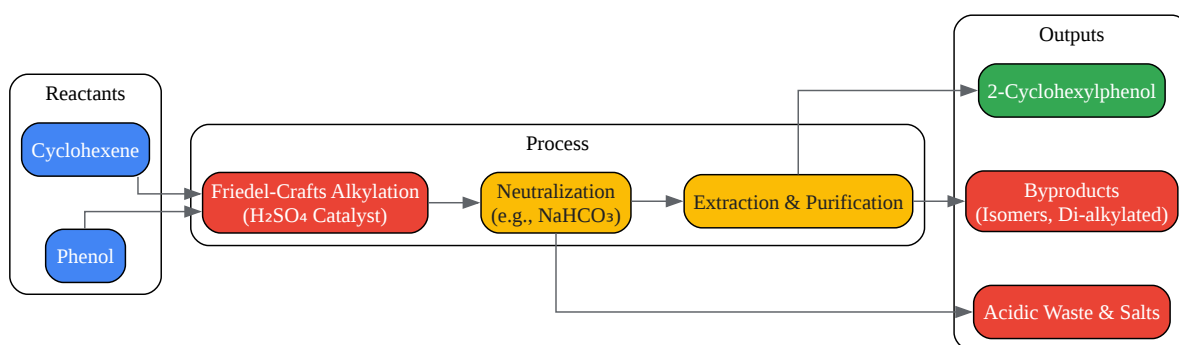 Reactants
Cyclohexene
Phenol
Process
Friedel-Crafts Alkylation
(H₂SO₄ Catalyst)
Neutralization
(e.g., NaHCO₃)
Extraction & Purification
Outputs
2-Cyclohexylphenol
Byproducts
(Isomers, Di-alkylated)
Acidic Waste & Salts